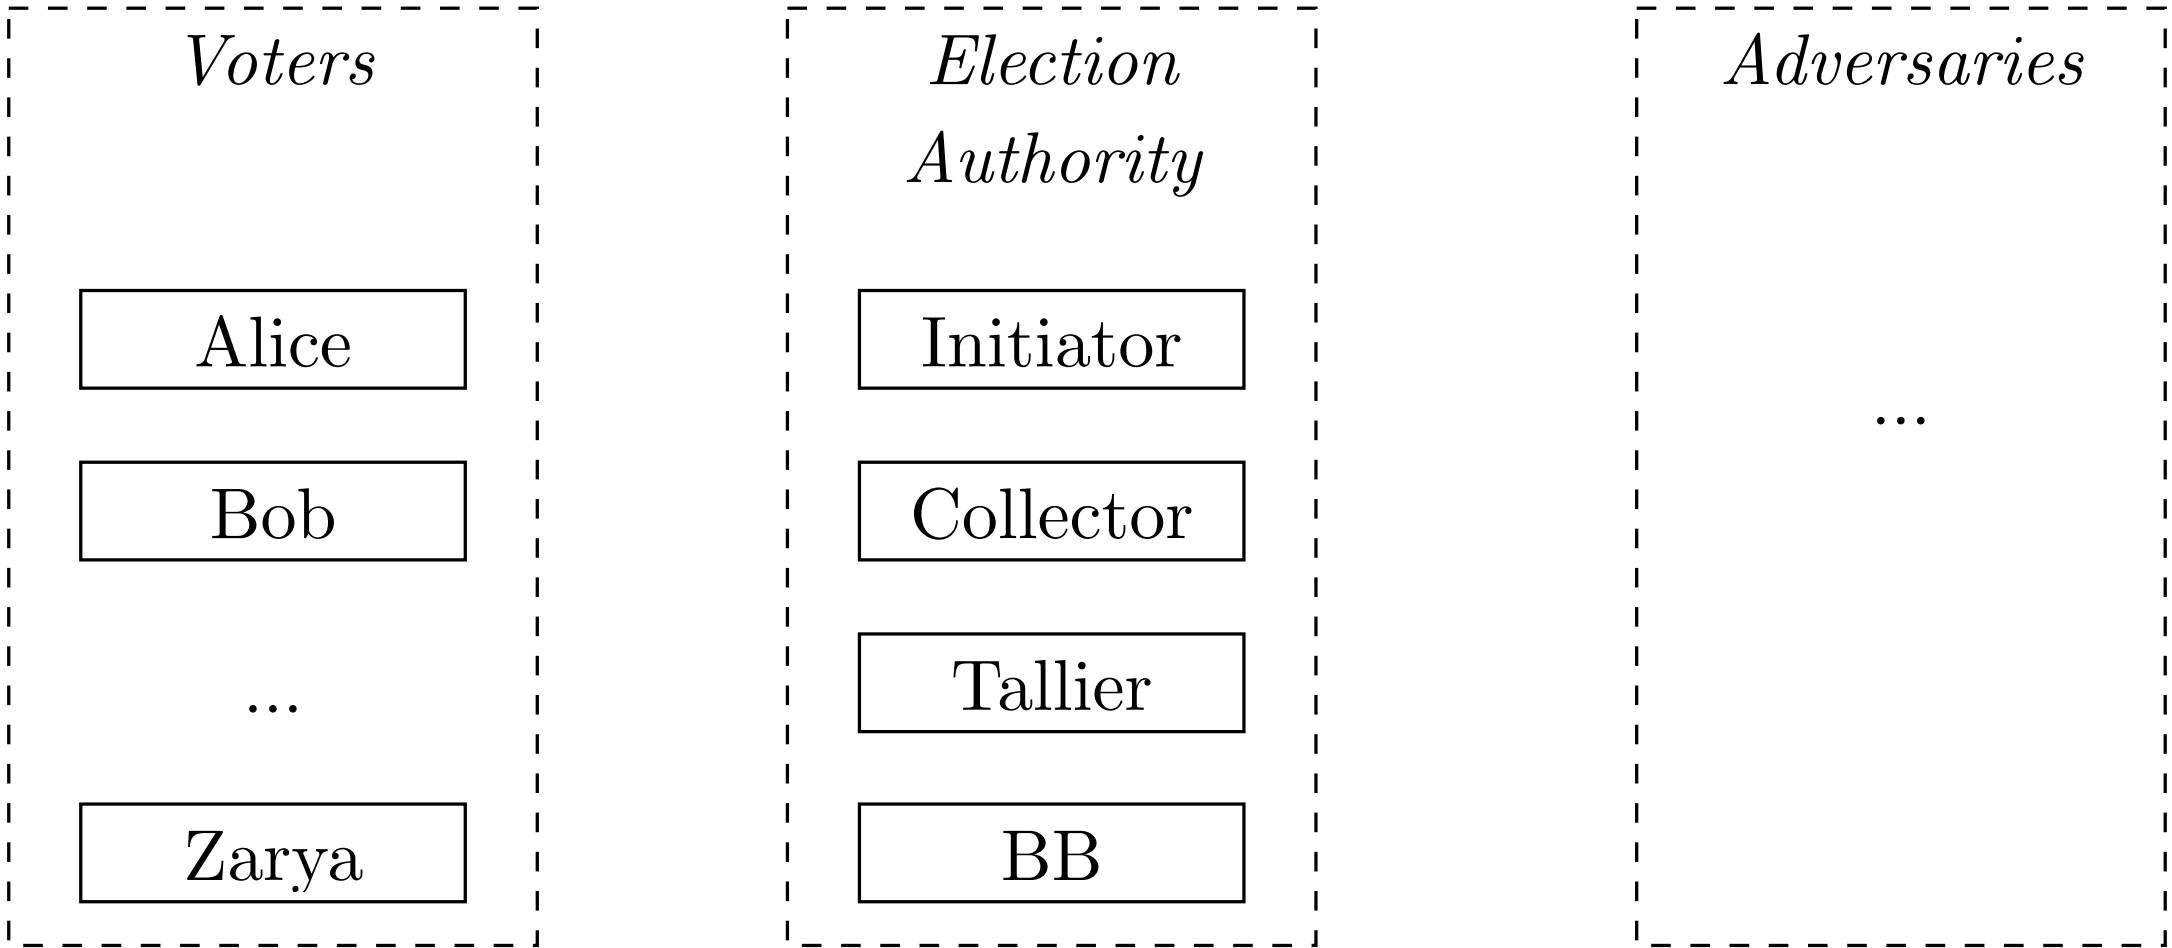 Voters
Alice
Bob
...
Zarya
Election
Authority
Initiator
Collector
Tallier
BB
Adversaries
...